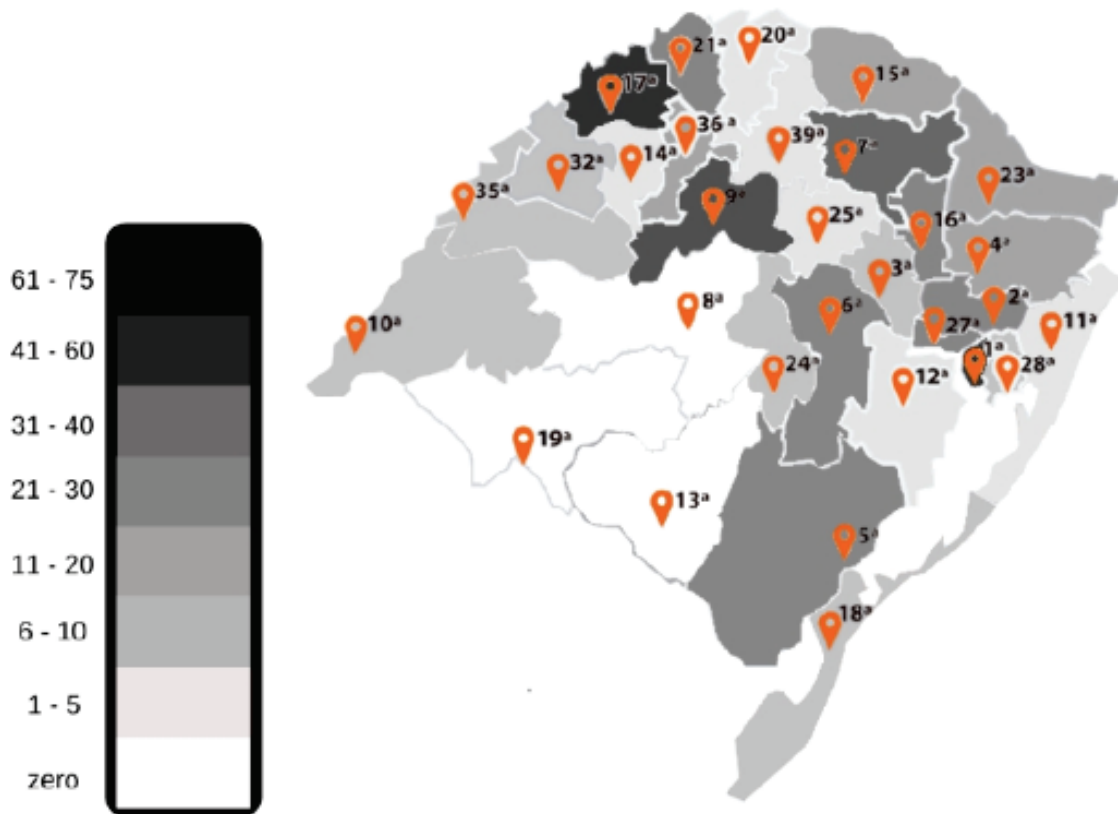 61 - 75
41 - 60
31 - 40
21 - 30
11 - 20
6 - 10
1 - 5
zero
20ª
21ª
15ª
17ª
36ª
39ª
7ª
14ª
32ª
23ª
35ª
9ª
25ª
16ª
4ª
3ª
2ª
8ª
6ª
27ª
11ª
10ª
1ª
24ª
28ª
12ª
19ª
13ª
5ª
18ª